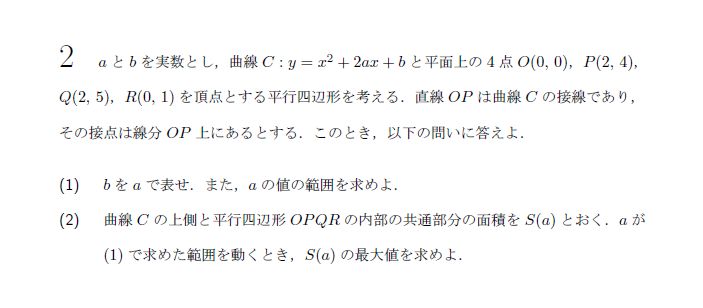 2 aとbを実数とし，曲線 C : y = x² + 2ax + b と平面上の4点 O(0, 0)，P(2, 4)，
Q(2, 5)，R(0, 1) を頂点とする平行四辺形を考える．直線 OP は曲線 C の接線であり，
その接点は線分 OP 上にあるとする．このとき，以下の問いに答えよ．
(1) b を a で表せ．また，a の値の範囲を求めよ．
(2) 曲線 C の上側と平行四辺形 OPQR の内部の共通部分の面積を S(a) とおく．a が
(1) で求めた範囲を動くとき，S(a) の最大値を求めよ．